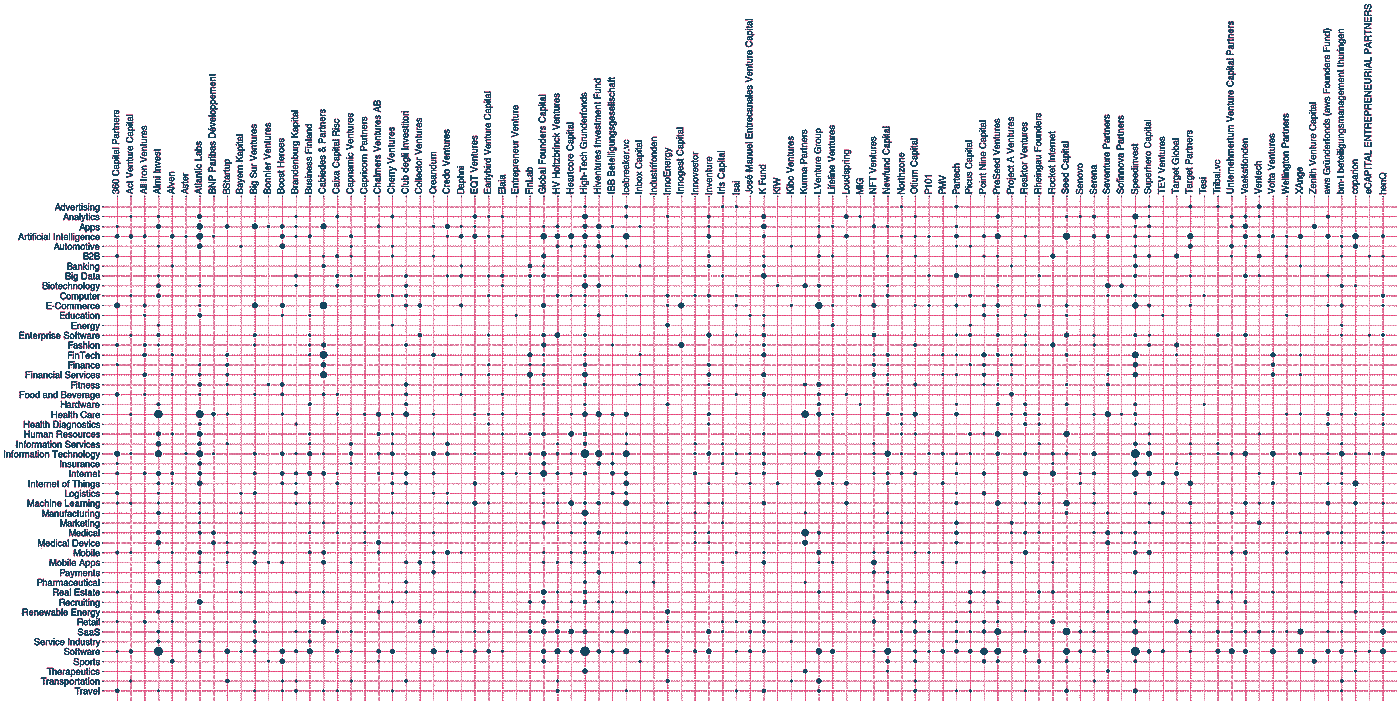 360 Capital Partners
Act Venture Capital
All Iron Ventures
Almi Invest
Alven
Aster
Atlantic Labs
BNP Paribas Développement
BStartup
Bayern Kapital
Big Sur Ventures
Bonnier Ventures
Boost Heroes
Brandenburg Kapital
Business Finland
Cabiedes & Partners
Caixa Capital Risc
Capnamic Ventures
Capricorn Partners
Chalmers Ventures AB
Cherry Ventures
Club degli Investitori
Collector Ventures
Creandum
Credo Ventures
Daphni
EQT Ventures
Earlybird Venture Capital
Elaia
Entrepreneur Venture
FinLab
Global Founders Capital
HV Holtzbrinck Ventures
Heartcore Capital
High-Tech Grunderfonds
Hiventures Investment Fund
IBB Beteiligungsgesellschaft
Icebreaker.vc
Inbox Capital
Industrifonden
InnoEnergy
Innogest Capital
Innovestor
Inventure
Iris Capital
Isai
José Manuel Entrecanales Venture Capital
K Fund
KfW
Kibo Ventures
Kurma Partners
LVenture Group
Lifeline Ventures
Loudspring
MIG
NFT Ventures
Newfund Capital
Northzone
Otium Capital
P101
PMV
Partech
Picus Capital
Point Nine Capital
PreSeed Ventures
Project A Ventures
Reaktor Ventures
Rheingau Founders
Rocket Internet
Seed Capital
Senovo
Serena
Seventure Partners
Sofinnova Partners
Speedinvest
Supernova Capital
TEV Ventures
Target Global
Target Partners
Tesi
Tribal.vc
Unternehmertum Venture Capital Partners
Vaekstfonden
Ventech
Volta Ventures
Wellington Partners
XAnge
Zenith Venture Capital
aws Gründerfonds (aws Founders Fund)
bm-t beteiligungsmanagement thuringen
coparion
eCAPITAL ENTREPRENEURIAL PARTNERS
henQ
Advertising
Analytics
Apps
Artificial Intelligence
Automotive
B2B
Banking
Big Data
Biotechnology
Computer
E-Commerce
Education
Energy
Enterprise Software
Fashion
FinTech
Finance
Financial Services
Fitness
Food and Beverage
Hardware
Health Care
Health Diagnostics
Human Resources
Information Services
Information Technology
Insurance
Internet
Internet of Things
Logistics
Machine Learning
Manufacturing
Marketing
Medical
Medical Device
Mobile
Mobile Apps
Payments
Pharmaceutical
Real Estate
Recruiting
Renewable Energy
Retail
SaaS
Service Industry
Software
Sports
Therapeutics
Transportation
Travel